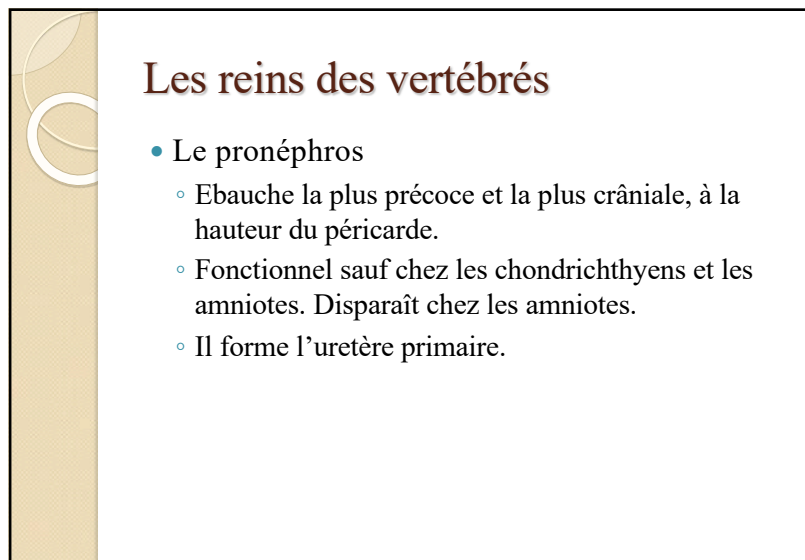 Les reins des vertébrés
• Le pronéphros
◦ Ebauche la plus précoce et la plus crâniale, à la
hauteur du péricarde.
◦ Fonctionnel sauf chez les chondrichthyens et les
amniotes. Disparaît chez les amniotes.
◦ Il forme l’uretère primaire.